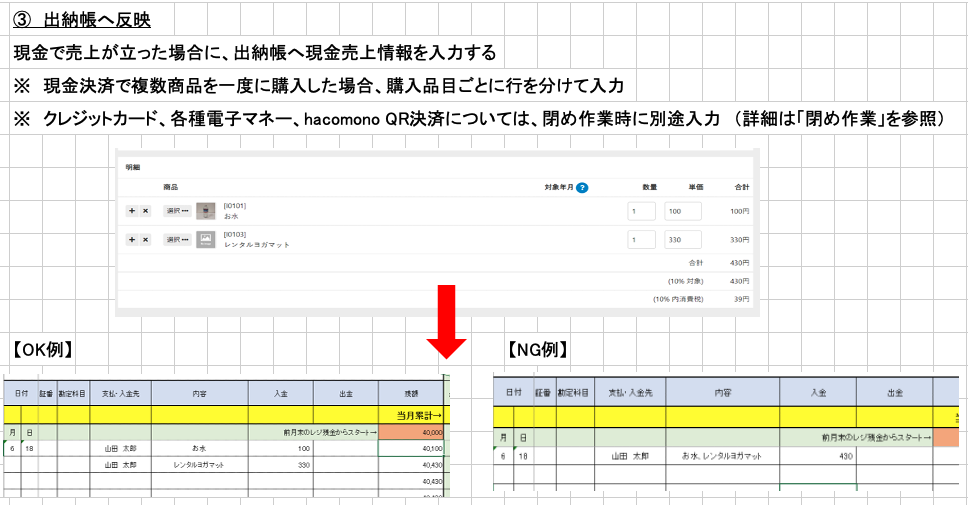 ③ 出納帳へ反映
現金で売上が立った場合に、出納帳へ現金売上情報を入力する
※ 現金決済で複数商品を一度に購入した場合、購入品目ごとに行を分けて入力
※ クレジットカード、各種電子マネー、hacomono QR決済については、閉め作業時に別途入力 （詳細は「閉め作業」を参照）
明細
商品 対象年月 ? 数量 単価 合計
+ × 選択 ••• [I0101] お水 1 100 100円
+ × 選択 ••• [I0103] レンタルヨガマット 1 330 330円
合計 430円
(10% 対象) 430円
(10% 内消費税) 39円
【OK例】
日付 証番 勘定科目 支払・入金先 内容 入金 出金 残額
当月累計→
月 日 前月末のレジ残金からスタート→ 40,000
6 18 山田 太郎 お水 100 40,100
山田 太郎 レンタルヨガマット 330 40,430
40,430
40,430
【NG例】
日付 証番 勘定科目 支払・入金先 内容 入金 出金
月 日 前月末のレジ残金からスタート→
6 18 山田 太郎 お水、レンタルヨガマット 430